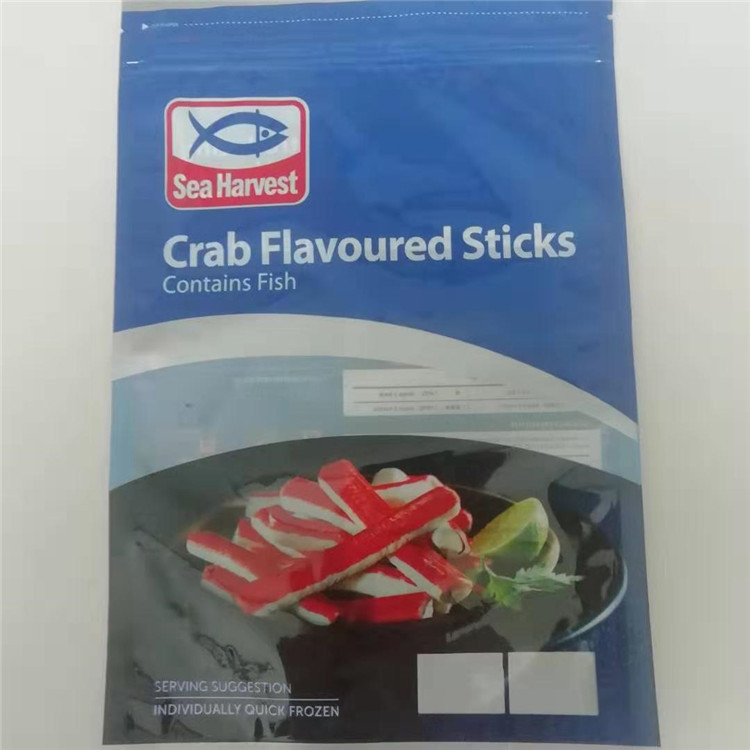 Sea Harvest
Crab Flavoured Sticks
Contains Fish
SERVING SUGGESTION
INDIVIDUALLY QUICK FROZEN